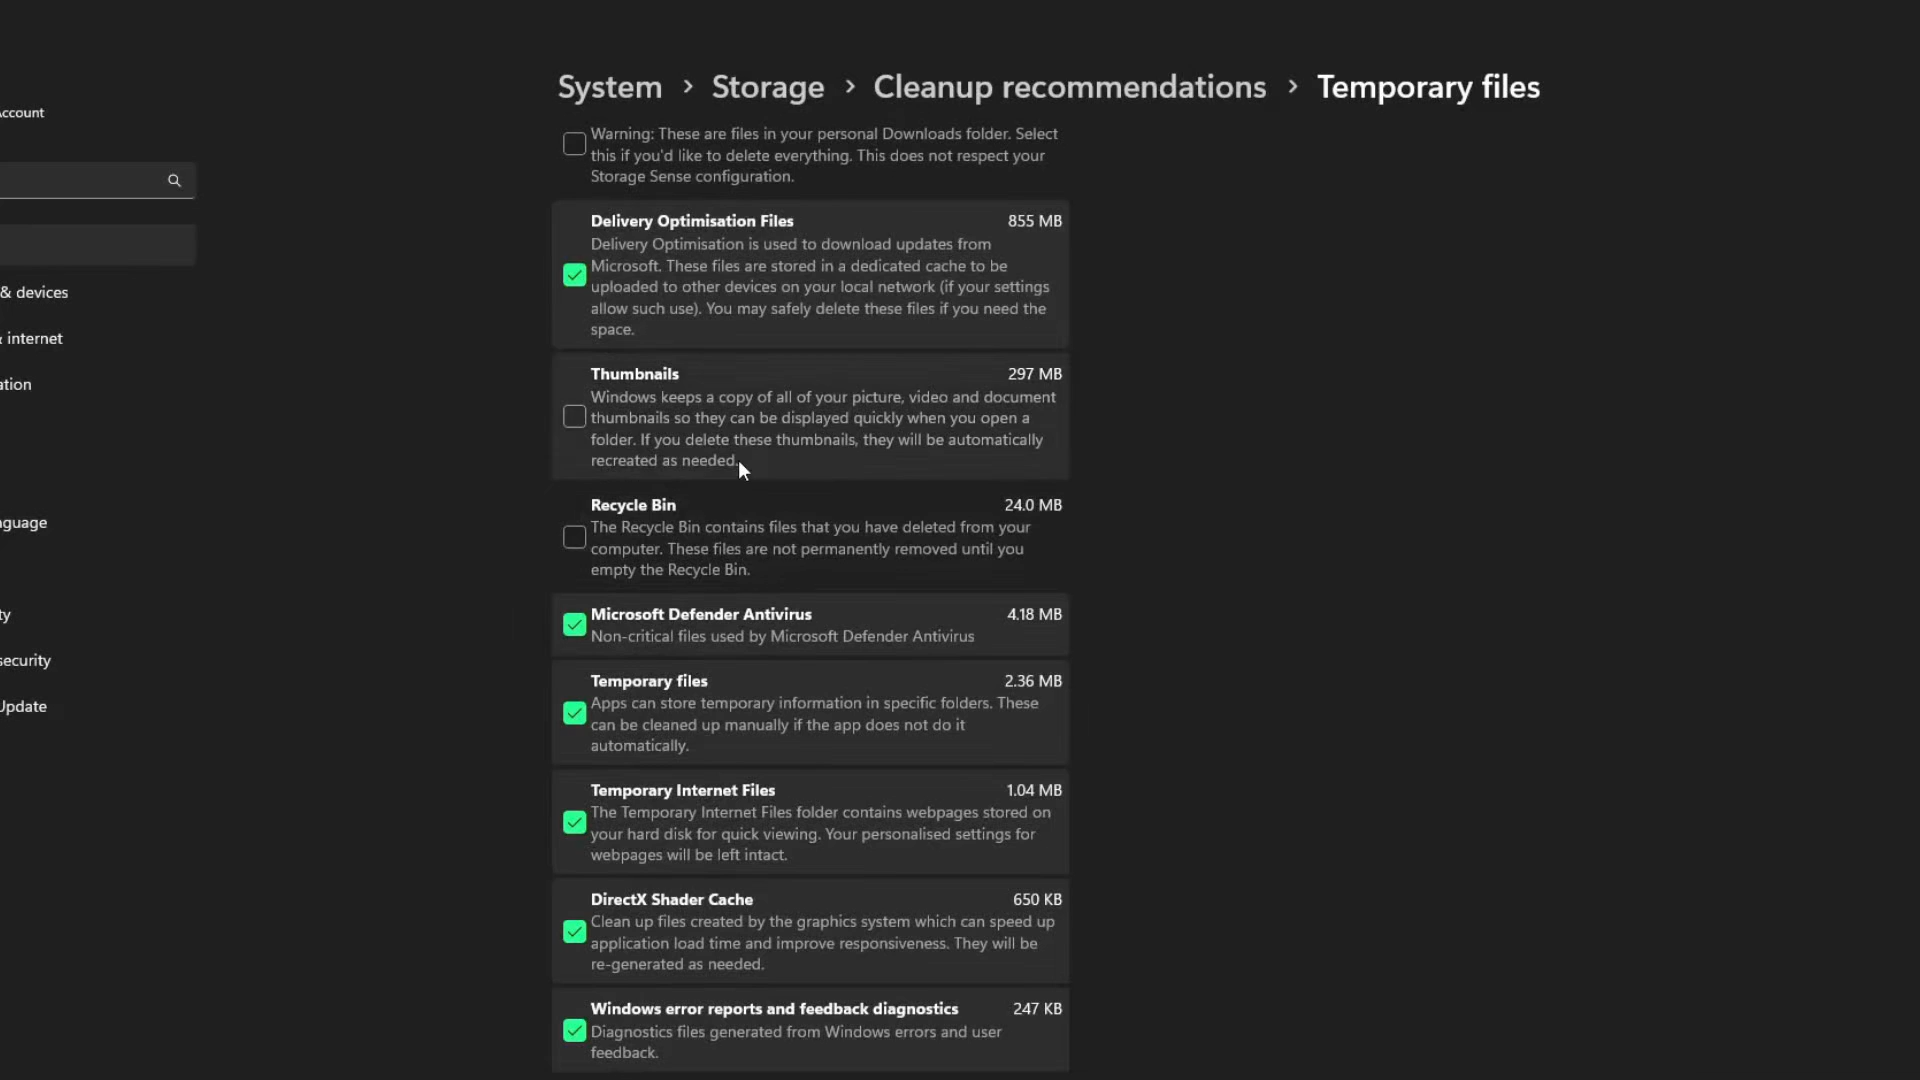 System > Storage > Cleanup recommendations > Temporary files
Account
Warning: These are files in your personal Downloads folder. Select
this if you'd like to delete everything. This does not respect your
Storage Sense configuration.
Delivery Optimisation Files 855 MB
Delivery Optimisation is used to download updates from
Microsoft. These files are stored in a dedicated cache to be
uploaded to other devices on your local network (if your settings
allow such use). You may safely delete these files if you need the
space.
& devices
& internet
ation
Thumbnails 297 MB
Windows keeps a copy of all of your picture, video and document
thumbnails so they can be displayed quickly when you open a
folder. If you delete these thumbnails, they will be automatically
recreated as needed.
Recycle Bin 24.0 MB
The Recycle Bin contains files that you have deleted from your
computer. These files are not permanently removed until you
empty the Recycle Bin.
nguage
Microsoft Defender Antivirus 4.18 MB
Non-critical files used by Microsoft Defender Antivirus
ty
security
Update
Temporary files 2.36 MB
Apps can store temporary information in specific folders. These
can be cleaned up manually if the app does not do it
automatically.
Temporary Internet Files 1.04 MB
The Temporary Internet Files folder contains webpages stored on
your hard disk for quick viewing. Your personalised settings for
webpages will be left intact.
DirectX Shader Cache 650 KB
Clean up files created by the graphics system which can speed up
application load time and improve responsiveness. They will be
re-generated as needed.
Windows error reports and feedback diagnostics 247 KB
Diagnostics files generated from Windows errors and user
feedback.